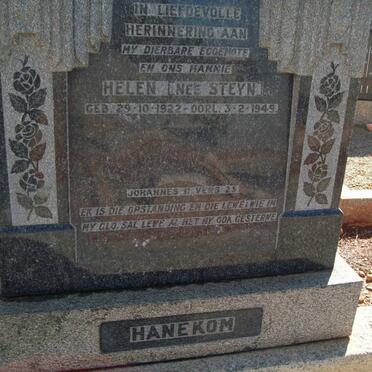 IN LIEFDEVOLLE
HERINNERING AAN
MY DIERBARE EGGENOTE
EN ONS MAMMIE
HELEN (NEE STEYN)
GEB. 29-10-1922 - OORL. 3-2-1949.
JOHANNES 11 VERS 25
EK IS DIE OPSTANDING EN DIE LEWE: WIE IN
MY GLO, SAL LEWE AL HET HY OOK GESTERWE.
HANEKOM